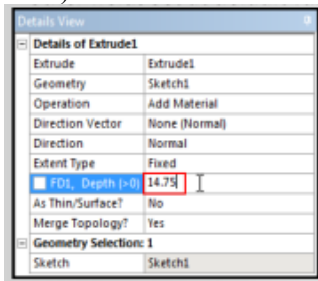 Details View
Details of Extrude1
Extrude Extrude1
Geometry Sketch1
Operation Add Material
Direction Vector None (Normal)
Direction Normal
Extent Type Fixed
FD1, Depth (>0) 14.75
As Thin/Surface? No
Merge Topology? Yes
Geometry Selection: 1
Sketch Sketch1